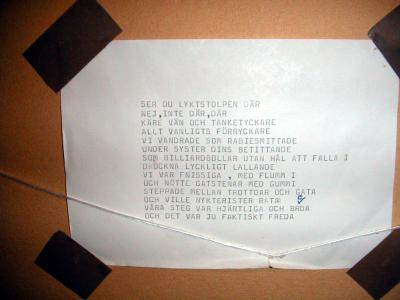 SER DU LYKTSTOLPEN DÄR
NEJ,INTE DÄR,DÄR
KÄRE VÄN OCH TANKETYCKARE
ALLT VANLIGTS FÖRRYCKARE
VI VANDRADE SOM RABIESMITTADE
UNDER SYSTER DINS BETITTANDE
SOM BILLIARDBOLLAR UTAN HÅL ATT FALLA I
DRUCKNA LYCKLIGT LALLANDE
VI VAR FNISSIGA , MED FLUMM I
OCH NÖTTE GATSTENAR MED GUMMI
STEPPADE MELLAN TROTTOAR OCH GATA
OCH VILLE NYKTERISTER RATA
VÅRA STEG VAR HJÄRTLIGA OCH BRDA
OCH DET VAR JU FAKTISKT FREDA